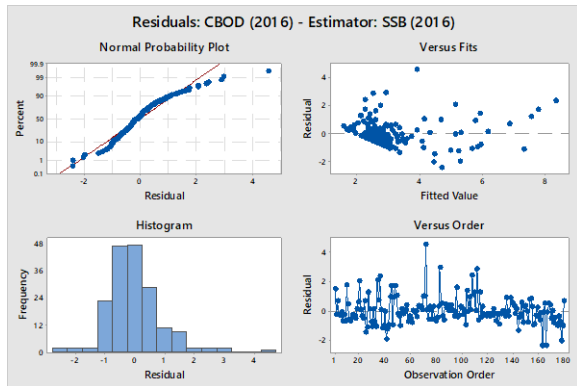 Residuals: CBOD (2016) - Estimator: SSB (2016)
Normal Probability Plot
99.9
99
90
50
10
1
0.1
Percent
-2 0 2 4
Residual
Versus Fits
4
2
0
-2
Residual
2 4 6 8
Fitted Value
Histogram
48
36
24
12
0
Frequency
-2 -1 0 1 2 3 4
Residual
Versus Order
4
2
0
-2
Residual
1 20 40 60 80 100 120 140 160 180
Observation Order